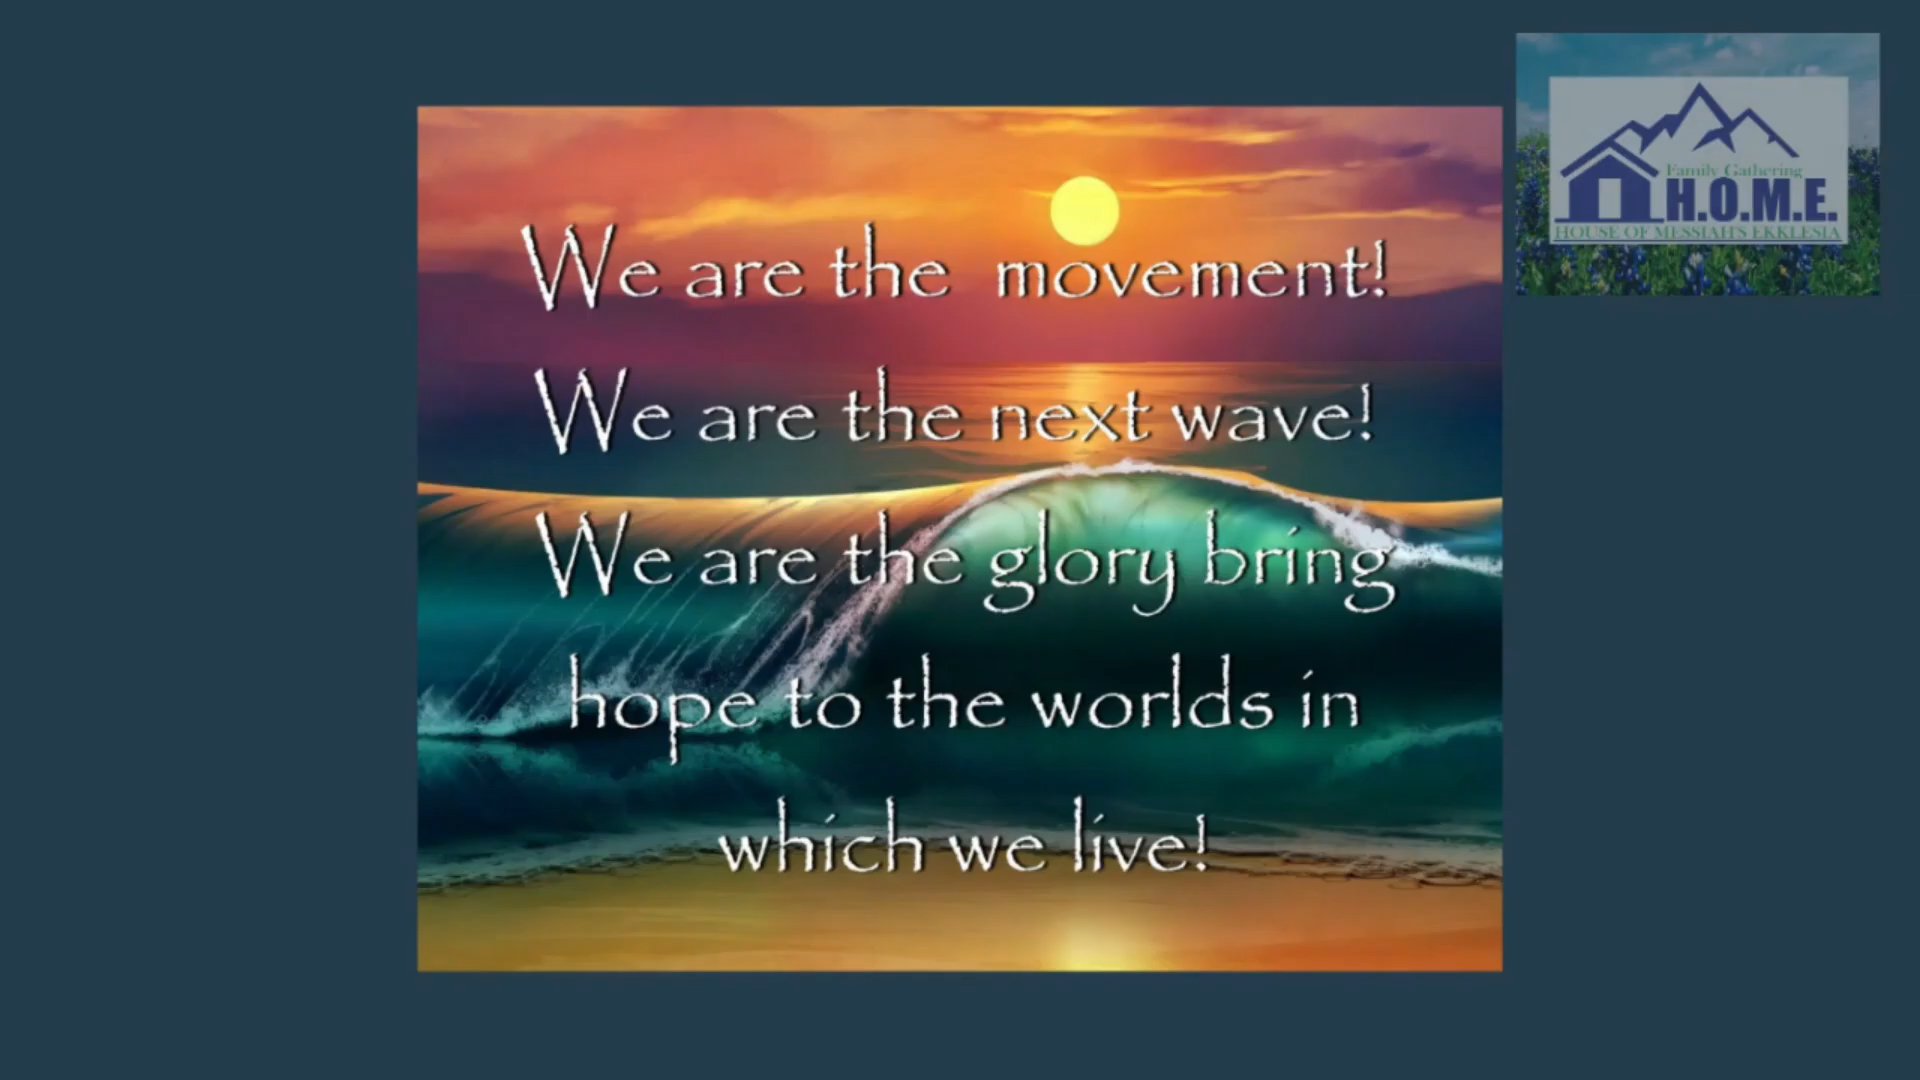 We are the movement!
We are the next wave!
We are the glory bring
hope to the worlds in
which we live!
Family Gathering
H.O.M.E.
HOUSE OF MESSIAH'S EKKLESIA